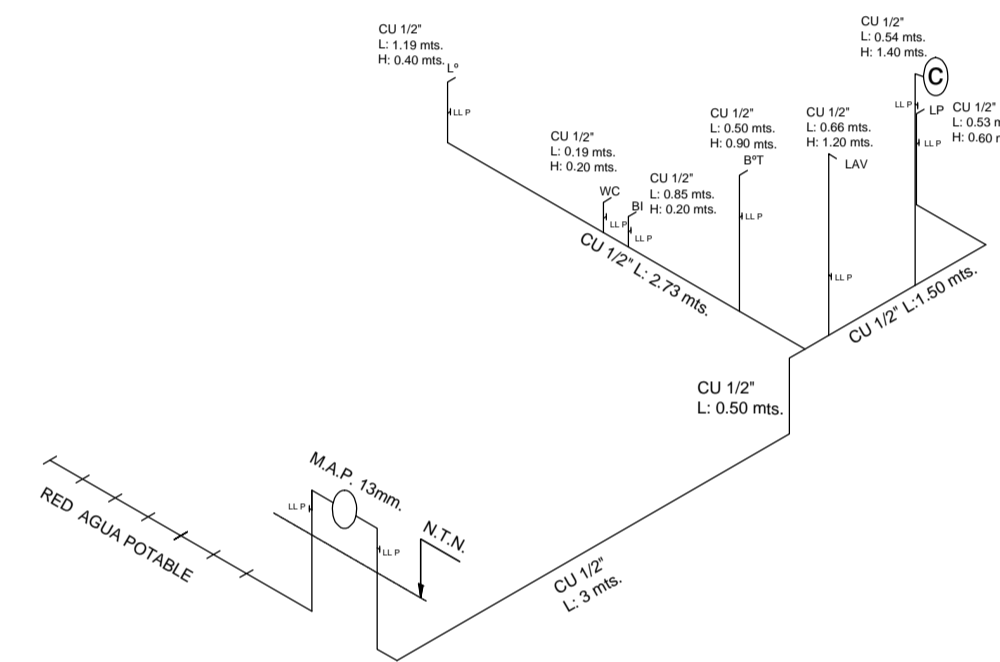 CU 1/2"
L: 1.19 mts.
H: 0.40 mts.
Lº
LL P
CU 1/2"
L: 0.19 mts.
H: 0.20 mts.
WC
LL P
CU 1/2"
L: 0.85 mts.
H: 0.20 mts.
BI
LL P
CU 1/2"
L: 0.50 mts.
H: 0.90 mts.
BºT
LL P
CU 1/2"
L: 0.66 mts.
H: 1.20 mts.
LAV
LL P
CU 1/2"
L: 0.54 mts.
H: 1.40 mts.
C
LL P
LP
CU 1/2"
L: 0.53 m
H: 0.60 m
LL P
CU 1/2" L: 2.73 mts.
CU 1/2" L:1.50 mts.
CU 1/2"
L: 0.50 mts.
M.A.P. 13mm.
LL P
LL P
N.T.N.
RED AGUA POTABLE
CU 1/2"
L: 3 mts.